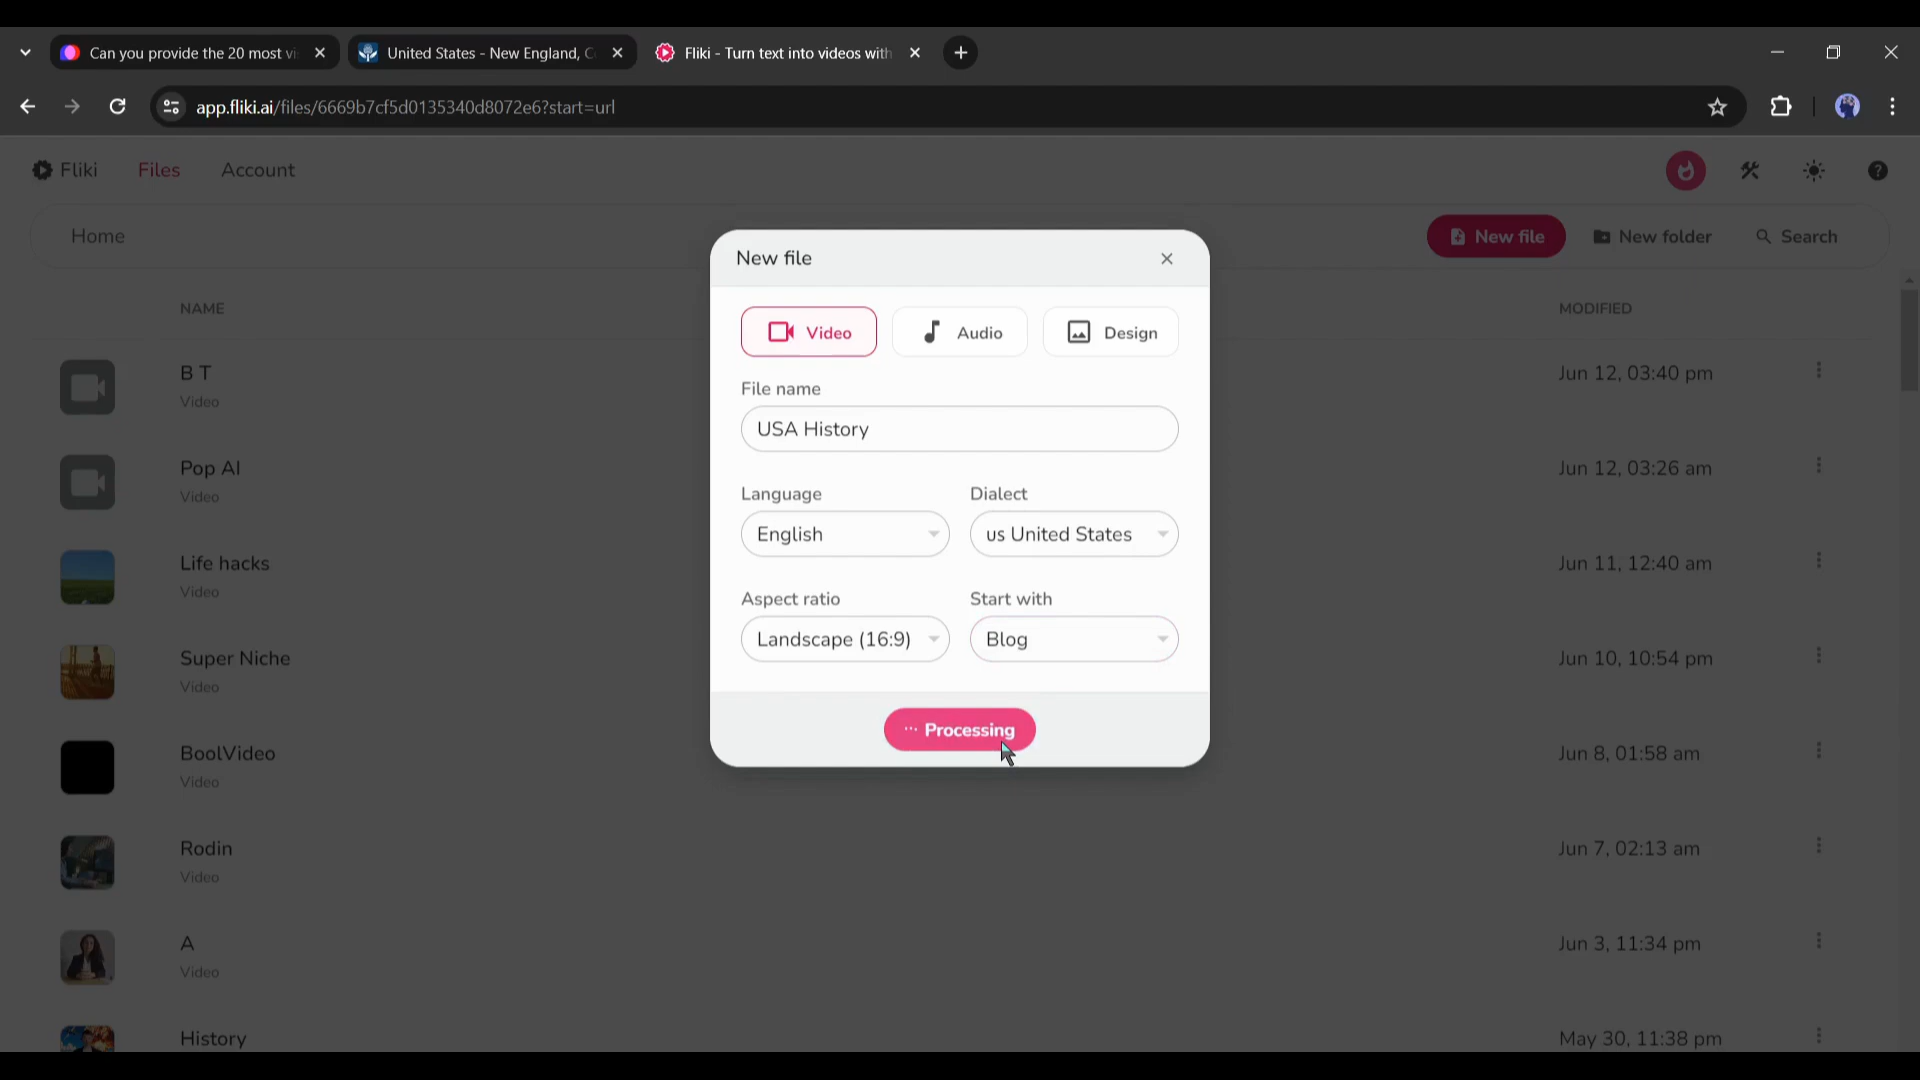 Can you provide the 20 most vi
United States - New England, C
Fliki - Turn text into videos with
app.fliki.ai/files/6669b7cf5d0135340d8072e6?start=url
Fliki
Files
Account
Home
New file
New folder
Search
NAME
MODIFIED
B T
Video
Jun 12, 03:40 pm
Pop AI
Video
Jun 12, 03:26 am
Life hacks
Video
Jun 11, 12:40 am
Super Niche
Video
Jun 10, 10:54 pm
BoolVideo
Video
Jun 8, 01:58 am
Rodin
Video
Jun 7, 02:13 am
A
Video
Jun 3, 11:34 pm
History
May 30, 11:38 pm
New file
Video
Audio
Design
File name
USA History
Language
Dialect
English
us United States
Aspect ratio
Start with
Landscape (16:9)
Blog
Processing